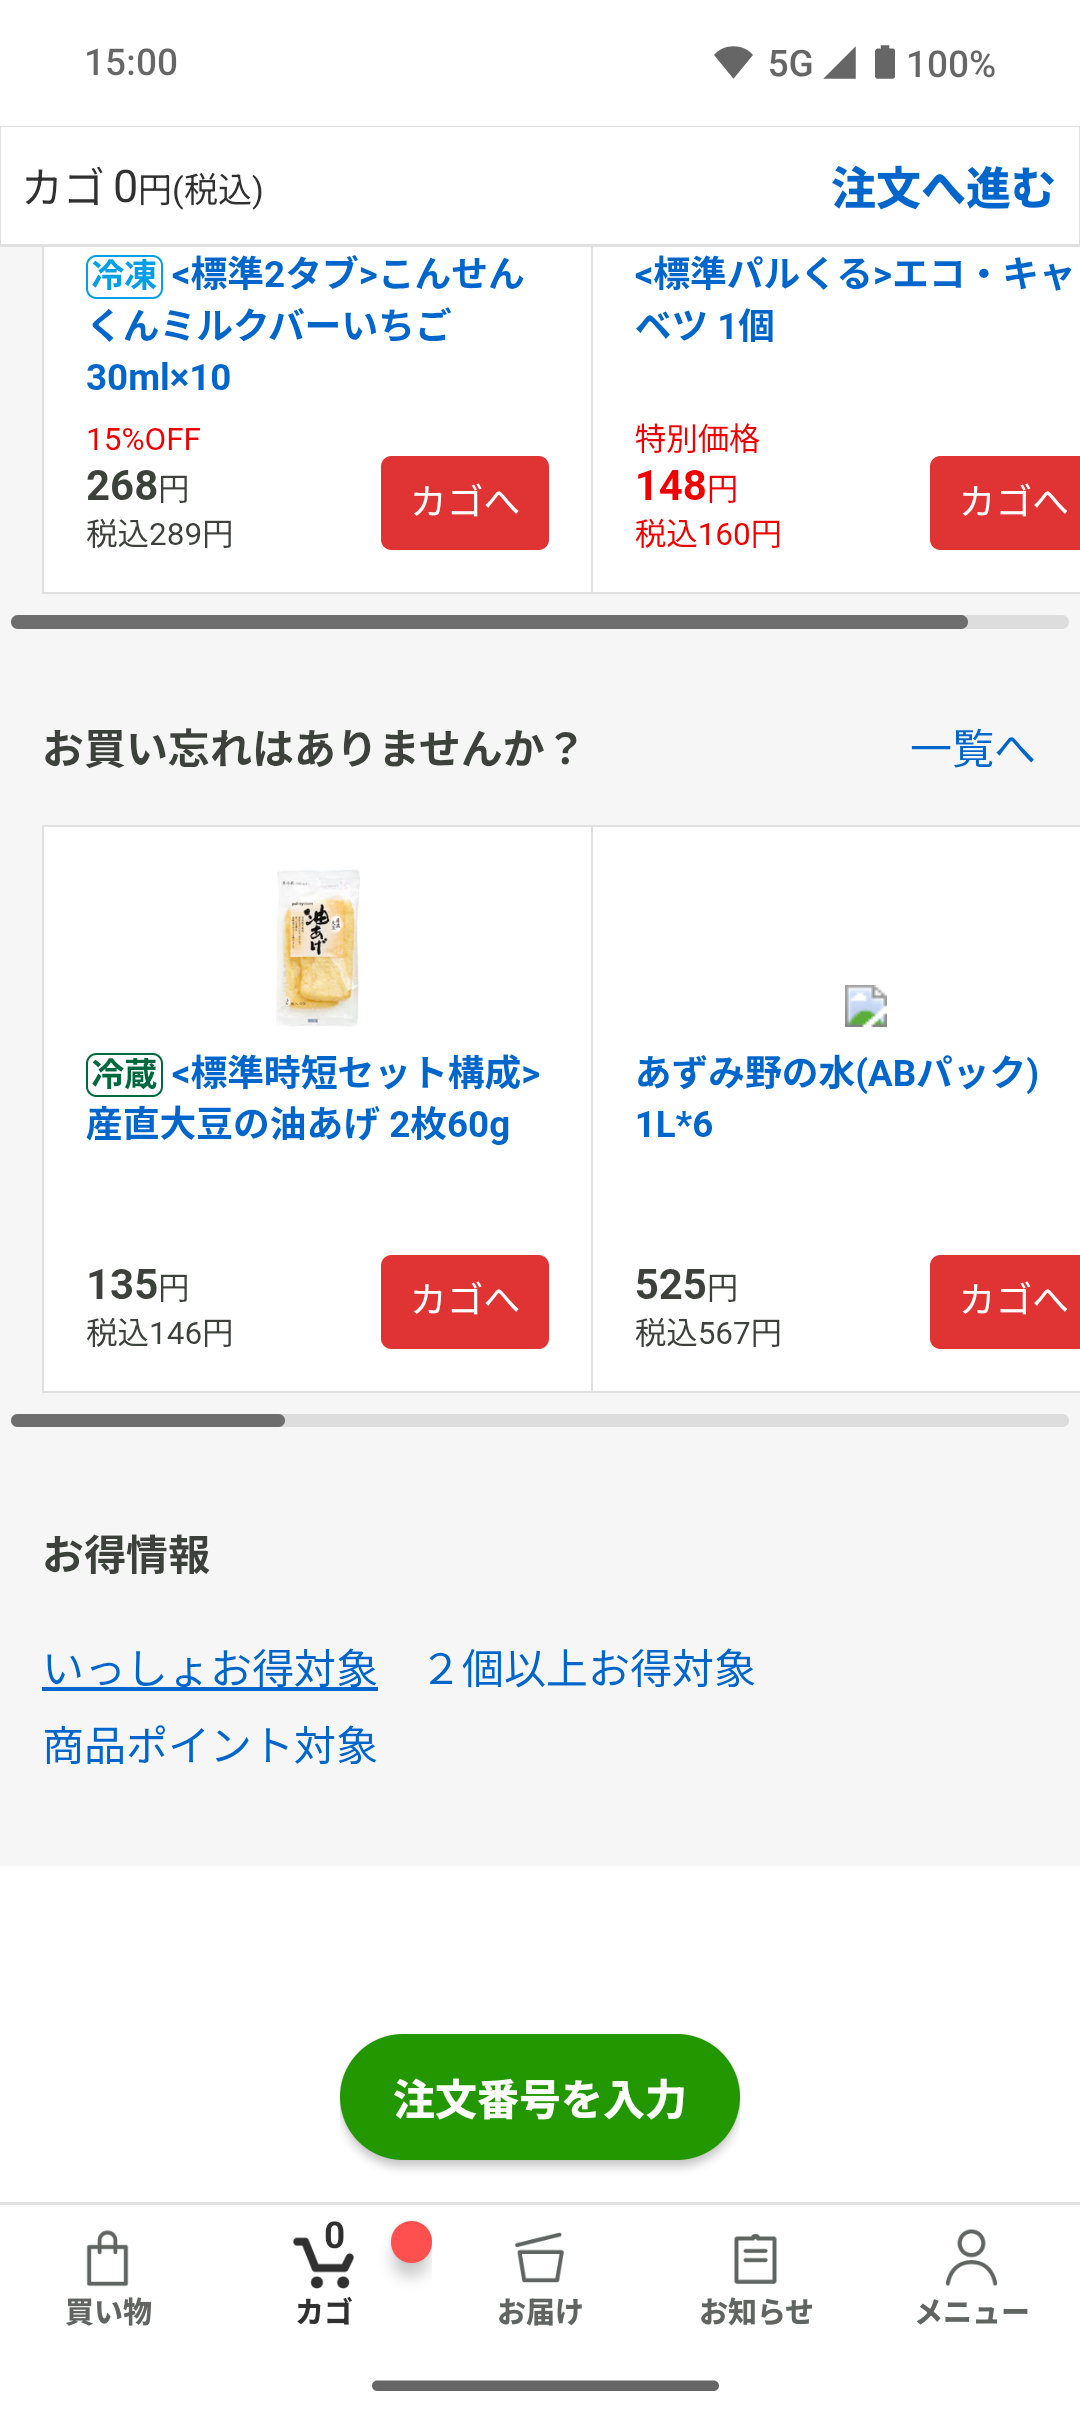 15:00
5G 100%
カゴ 0円(税込)
注文へ進む
冷凍 <標準2タブ>こんせん
くんミルクバーいちご
30ml×10
15%OFF
268円
税込289円
カゴへ
<標準パルくる>エコ・キャ
ベツ 1個
特別価格
148円
税込160円
カゴへ
お買い忘れはありませんか？
一覧へ
油あげ
冷蔵 <標準時短セット構成>
産直大豆の油あげ 2枚60g
135円
税込146円
カゴへ
あずみ野の水(ABパック)
1L*6
525円
税込567円
カゴへ
お得情報
いっしょお得対象
２個以上お得対象
商品ポイント対象
注文番号を入力
0
買い物
カゴ
お届け
お知らせ
メニュー